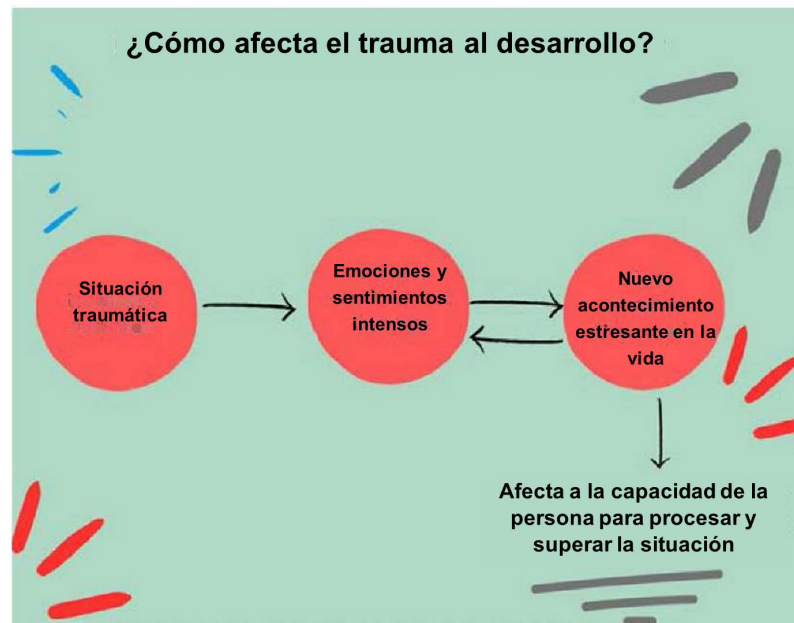 ¿Cómo afecta el trauma al desarrollo?
Situación
traumática
Emociones y
sentimientos
intensos
Nuevo
acontecimiento
estresante en la
vida
Afecta a la capacidad de la
persona para procesar y
superar la situación